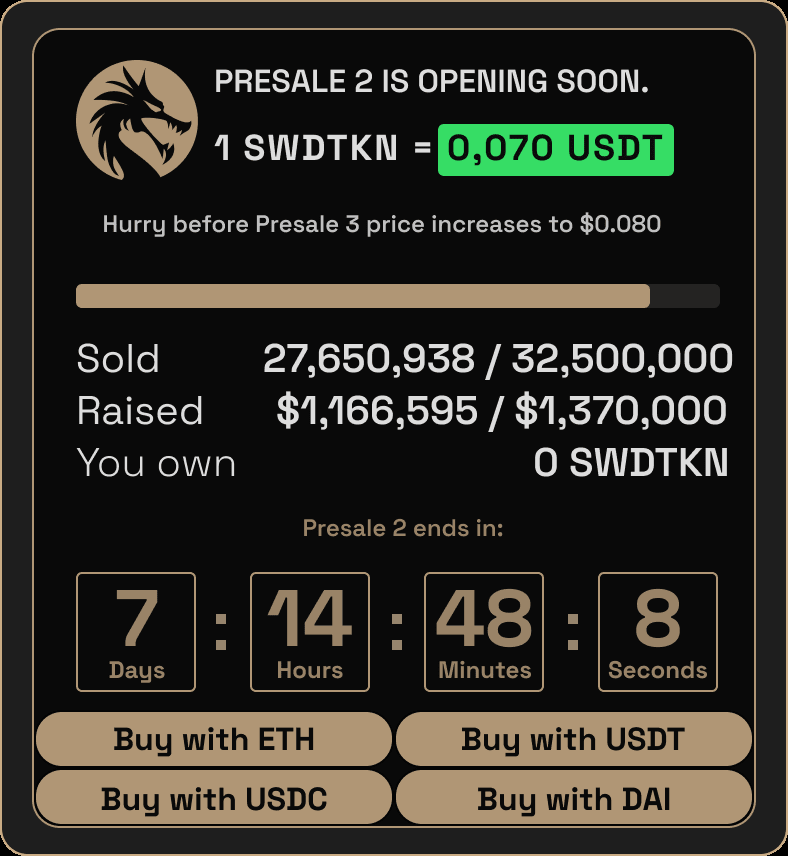 PRESALE 2 IS OPENING SOON.
1 SWDTKN = 0,070 USDT
Hurry before Presale 3 price increases to $0.080
Sold 27,650,938 / 32,500,000
Raised $1,166,595 / $1,370,000
You own 0 SWDTKN
Presale 2 ends in:
7 : 14 : 48 : 8
Days Hours Minutes Seconds
Buy with ETH Buy with USDT
Buy with USDC Buy with DAI